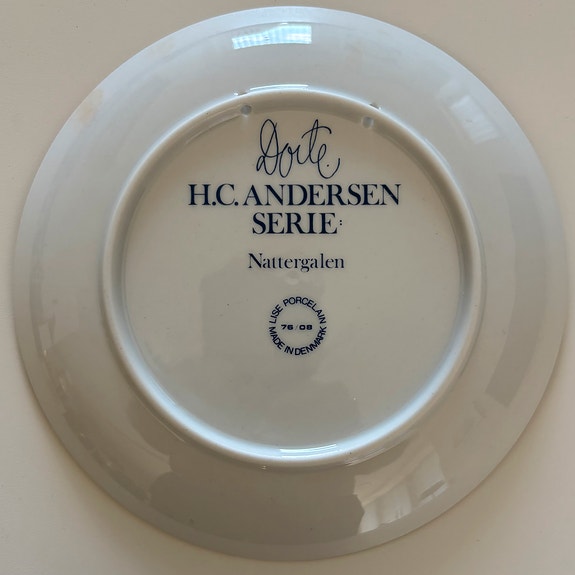 Dorte.
H.C. ANDERSEN
SERIE:
Nattergalen
LISE PORCELAIN
76/08
MADE IN DENMARK